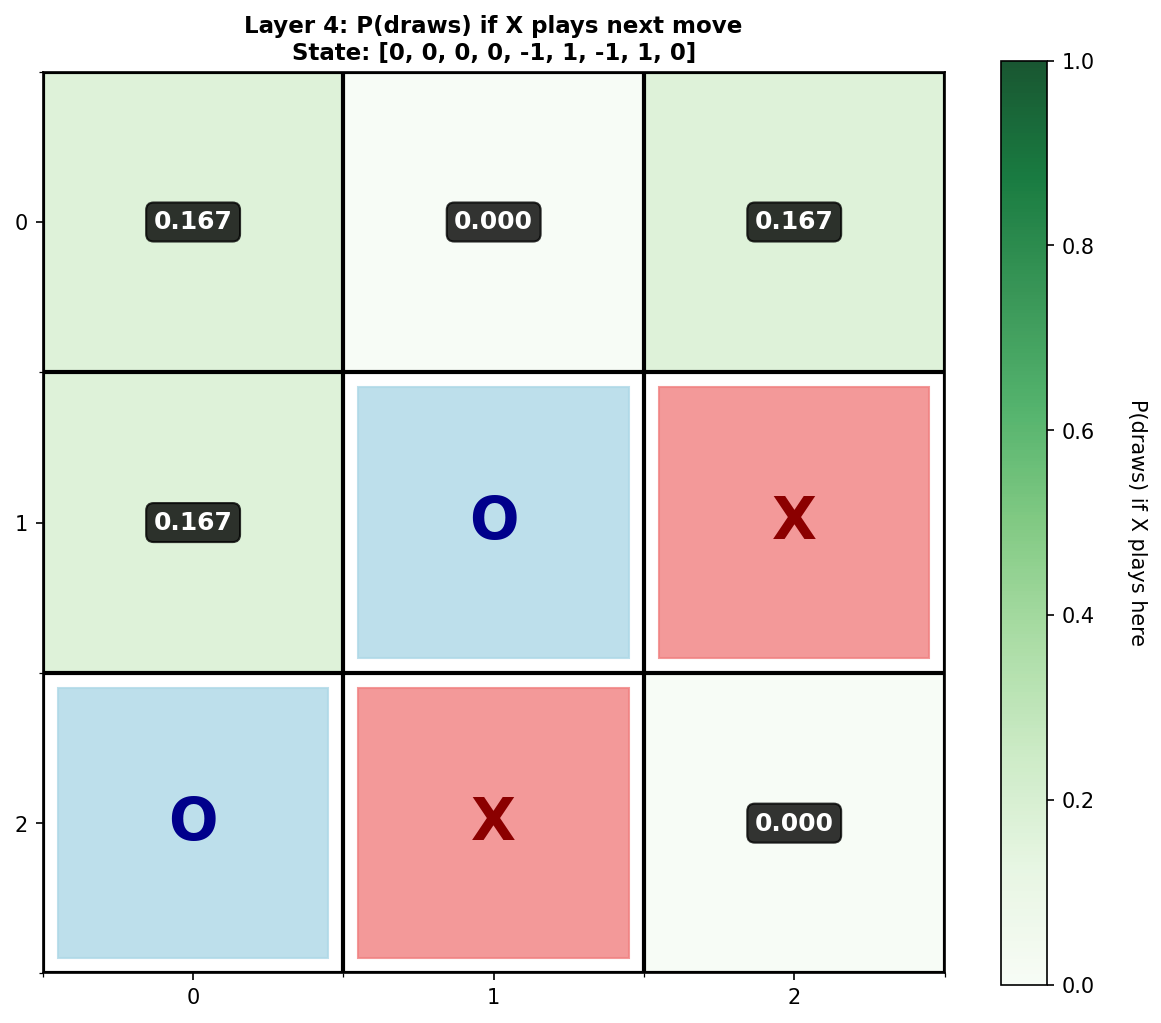 Layer 4: P(draws) if X plays next move
State: [0, 0, 0, 0, -1, 1, -1, 1, 0]
0
0.167
0.000
0.167
1
0.167
O
X
2
O
X
0.000
0
1
2
1.0
0.8
0.6
0.4
0.2
0.0
P(draws) if X plays here